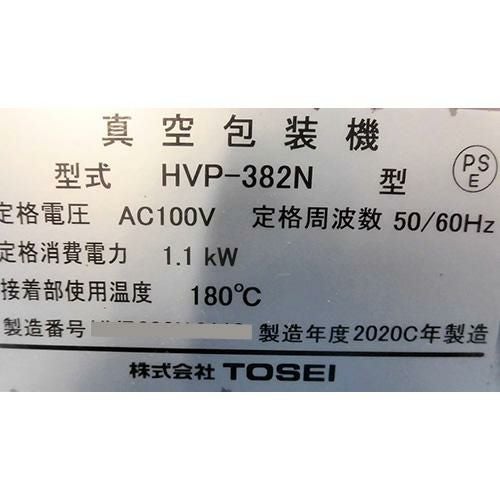 真空包装機
型式 HVP-382N 型 PSE
定格電圧 AC100V 定格周波数 50/60Hz
定格消費電力 1.1 kW
接着部使用温度 180℃
製造番号 製造年度 2020C年製造
株式会社 TOSEI